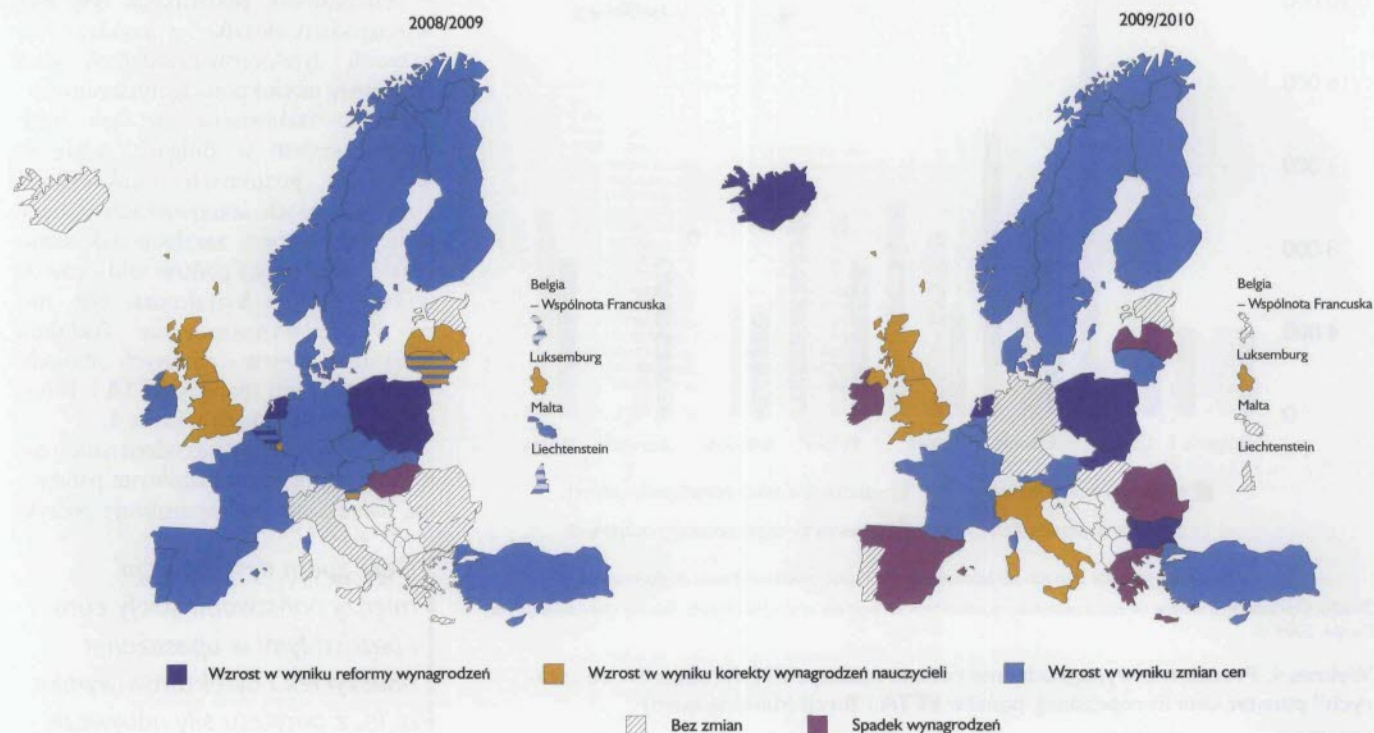 2008/2009
2009/2010
Belgia
– Wspólnota Francuska
Luksemburg
Malta
Liechtenstein
Belgia
– Wspólnota Francuska
Luksemburg
Malta
Liechtenstein
Wzrost w wyniku reformy wynagrodzeń
Wzrost w wyniku korekty wynagrodzeń nauczycieli
Wzrost w wyniku zmian cen
Bez zmian
Spadek wynagrodzeń